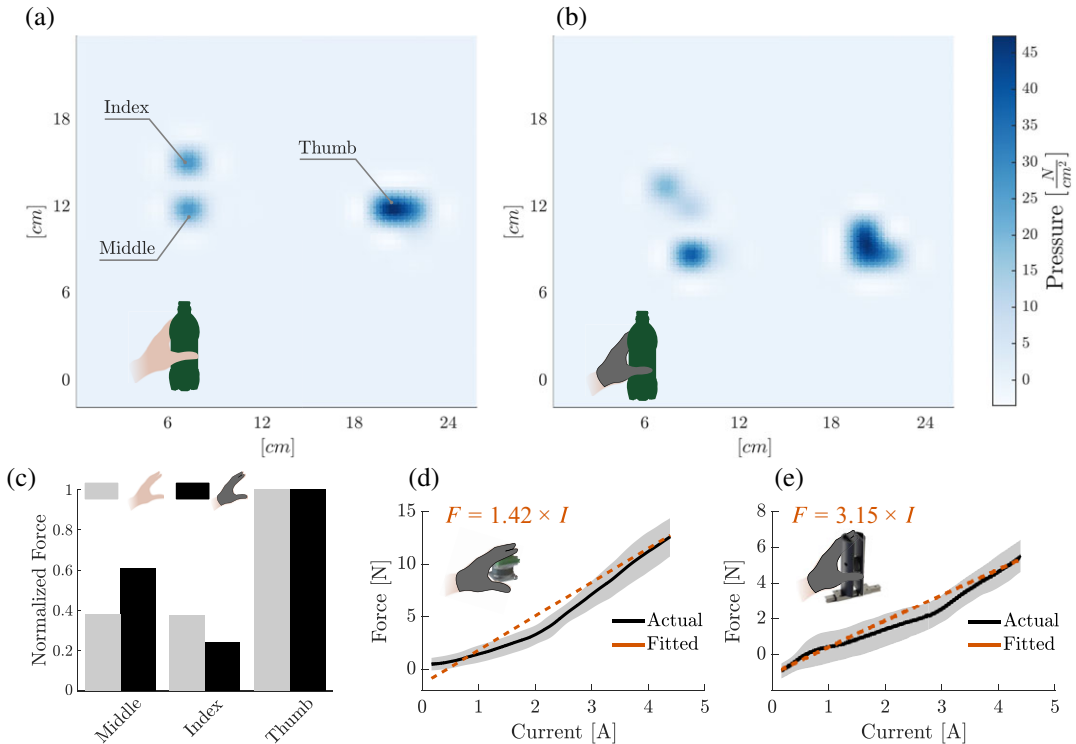 (a)
(b)
Index
Thumb
Middle
18
12
6
0
[cm]
6
12
18
24
[cm]
18
12
6
0
[cm]
6
12
18
24
[cm]
45
40
35
30
25
20
15
10
5
0
Pressure [N/cm²]
(c)
(d)
(e)
1
0.8
0.6
0.4
0.2
0
Normalized Force
Middle
Index
Thumb
F = 1.42 × I
15
10
5
0
Force [N]
Actual
Fitted
0
1
2
3
4
5
Current [A]
F = 3.15 × I
8
6
4
2
0
Force [N]
Actual
Fitted
0
1
2
3
4
5
Current [A]